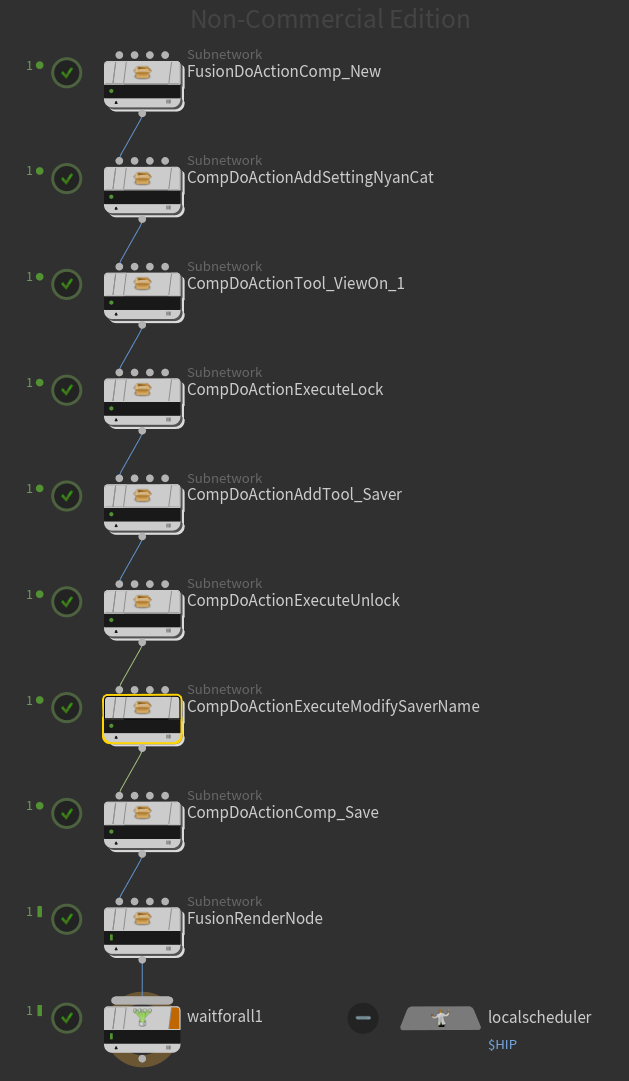 Non-Commercial Edition
1
Subnetwork
FusionDoActionComp_New
1
Subnetwork
CompDoActionAddSettingNyanCat
1
Subnetwork
CompDoActionTool_ViewOn_1
1
Subnetwork
CompDoActionExecuteLock
1
Subnetwork
CompDoActionAddTool_Saver
1
Subnetwork
CompDoActionExecuteUnlock
1
Subnetwork
CompDoActionExecuteModifySaverName
1
Subnetwork
CompDoActionComp_Save
1
Subnetwork
FusionRenderNode
1
waitforall1
localscheduler
$HIP